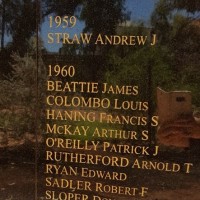 1959
STRAW ANDREW J
1960
BEATTIE JAMES
COLOMBO LOUIS
HANING FRANCIS S
MCKAY ARTHUR S
O'REILLY PATRICK J
RUTHERFORD ARNOLD T
RYAN EDWARD
SADLER ROBERT F
SLOPER